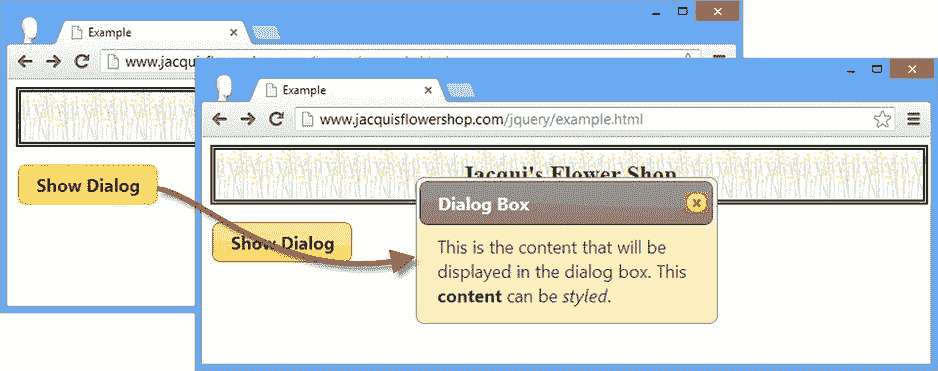 Example
www.jacquisflowershop.com/jquery/example.html
Show Dialog
Example
www.jacquisflowershop.com/jquery/example.html
Jacqui's Flower Shop
Show Dialog
Dialog Box
This is the content that will be
displayed in the dialog box. This
content can be styled.